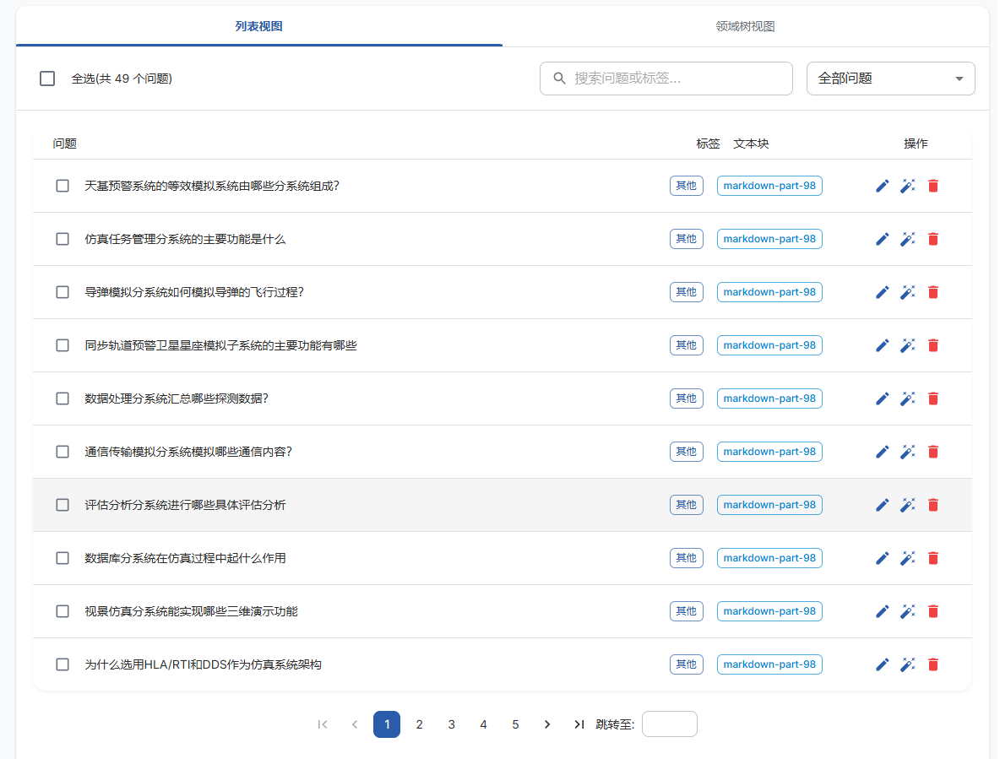 列表视图 领域树视图
全选(共 49 个问题) 搜索问题或标签... 全部问题
问题 标签 文本块 操作
天基预警系统的等效模拟系统由哪些分系统组成? 其他 markdown-part-98
仿真任务管理分系统的主要功能是什么 其他 markdown-part-98
导弹模拟分系统如何模拟导弹的飞行过程? 其他 markdown-part-98
同步轨道预警卫星星座模拟子系统的主要功能有哪些 其他 markdown-part-98
数据处理分系统汇总哪些探测数据? 其他 markdown-part-98
通信传输模拟分系统模拟哪些通信内容? 其他 markdown-part-98
评估分析分系统进行哪些具体评估分析 其他 markdown-part-98
数据库分系统在仿真过程中起什么作用 其他 markdown-part-98
视景仿真分系统能实现哪些三维演示功能 其他 markdown-part-98
为什么选用HLA/RTI和DDS作为仿真系统架构 其他 markdown-part-98
1 2 3 4 5 跳转至: